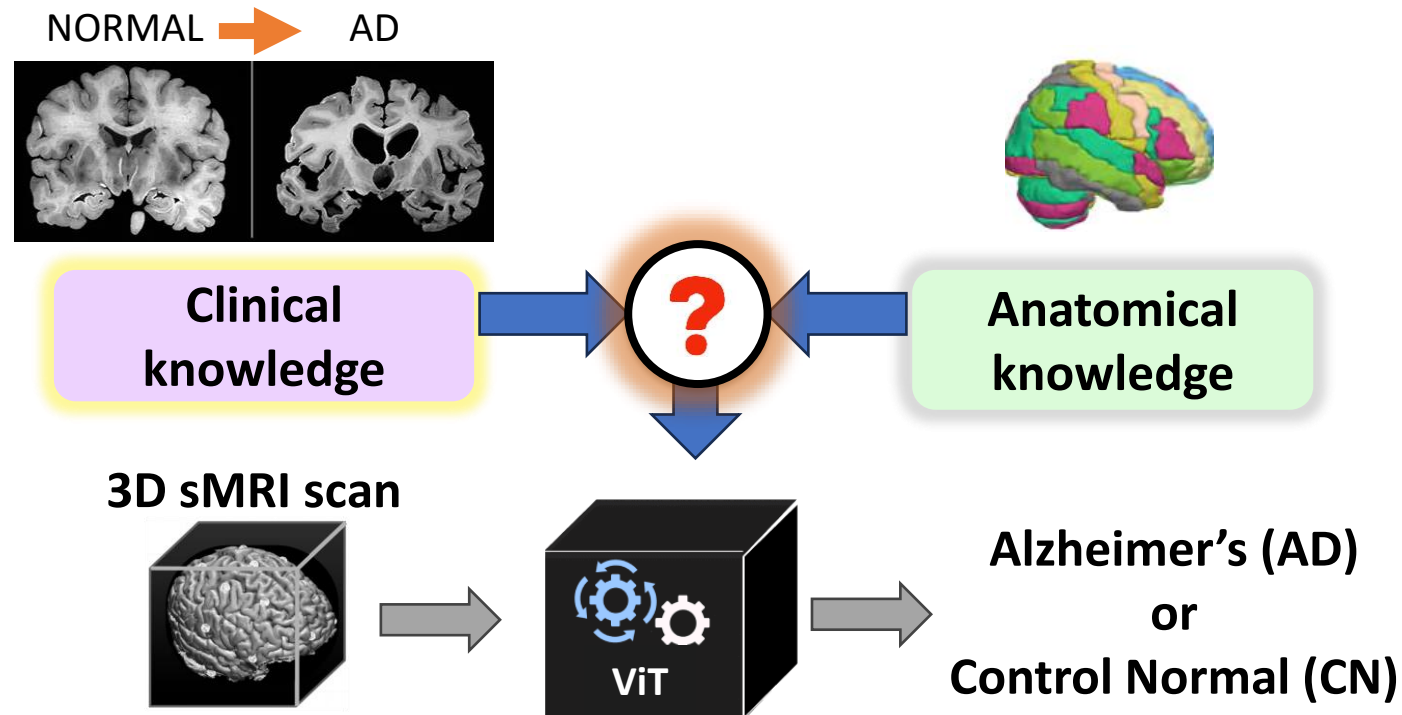 NORMAL
AD
Clinical
knowledge
?
Anatomical
knowledge
3D sMRI scan
ViT
Alzheimer’s (AD)
or
Control Normal (CN)